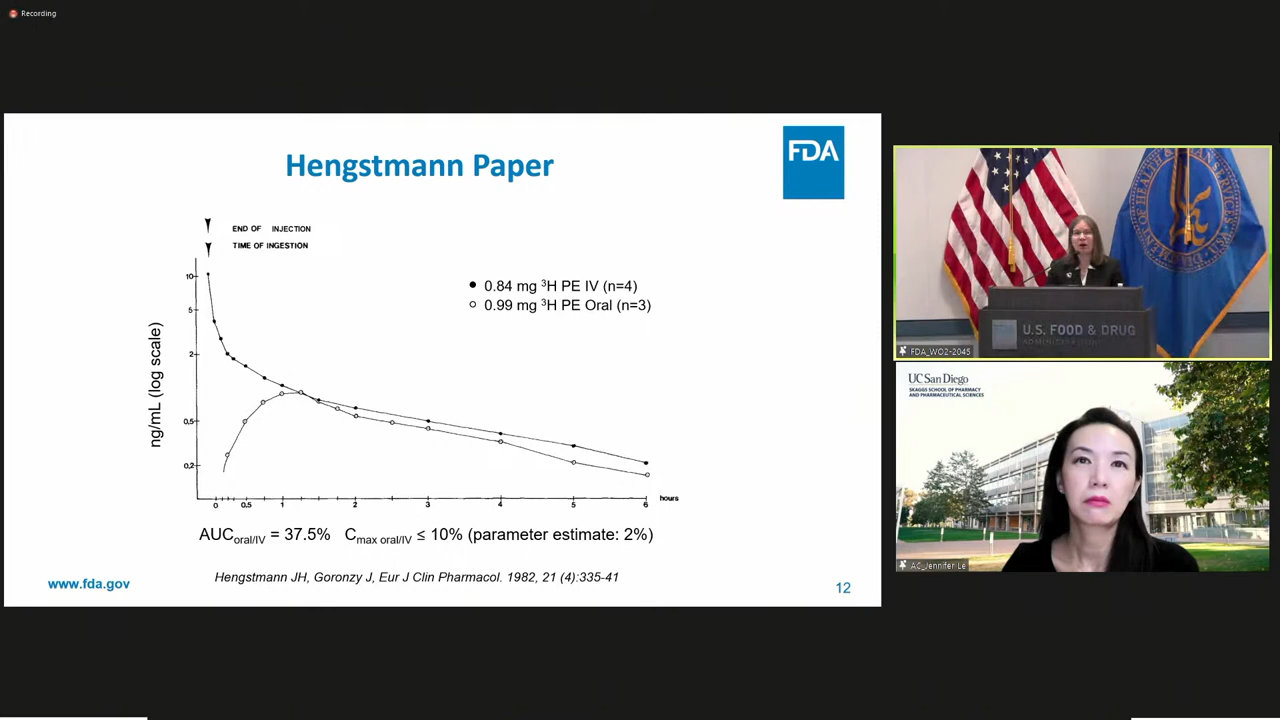 Recording
Hengstmann Paper
FDA
END OF INJECTION
TIME OF INGESTION
● 0.84 mg ³H PE IV (n=4)
○ 0.99 mg ³H PE Oral (n=3)
ng/mL (log scale)
10
5
2
0.5
0.2
0 0.5 1 2 3 4 5 6 hours
AUCoral/IV = 37.5% Cmax oral/IV ≤ 10% (parameter estimate: 2%)
Hengstmann JH, Goronzy J, Eur J Clin Pharmacol. 1982, 21 (4):335-41
www.fda.gov
12
U.S. FOOD & DRUG
ADMINISTRATION
FDA_WO2-2045
UC San Diego
SKAGGS SCHOOL OF PHARMACY
AND PHARMACEUTICAL SCIENCES
AC_Jennifer Le